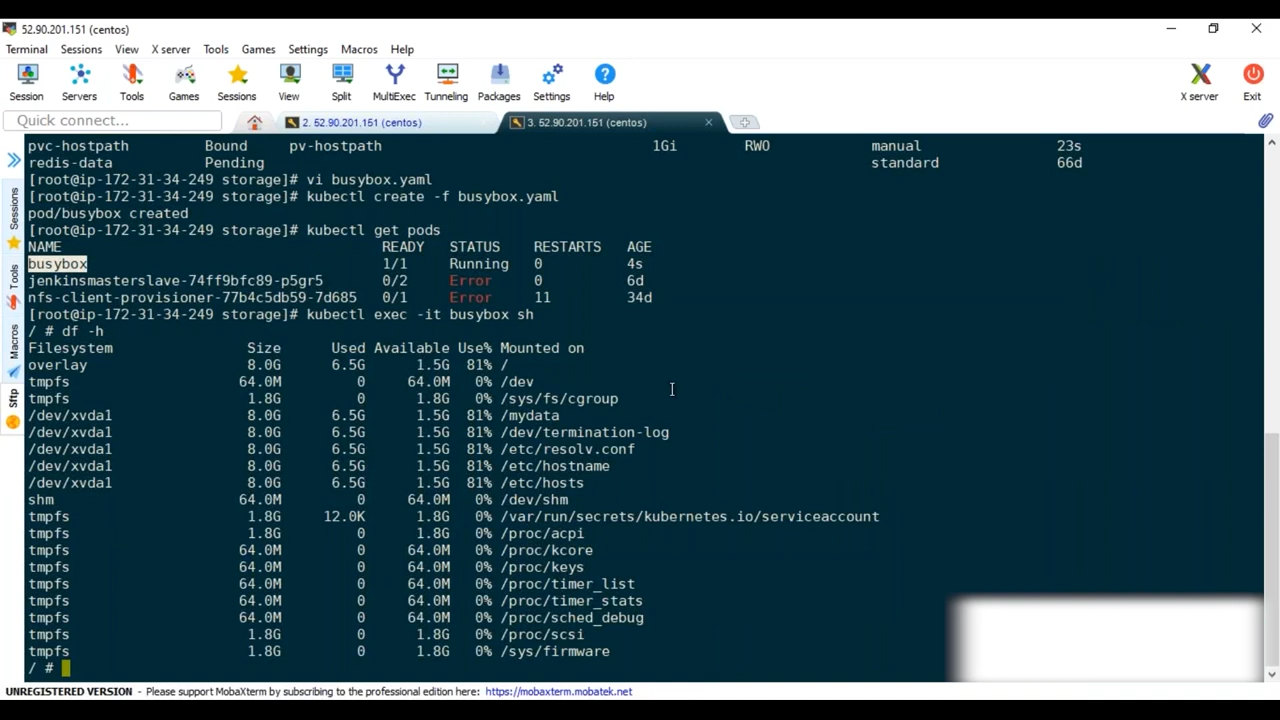 52.90.201.151 (centos)
Terminal Sessions View X server Tools Games Settings Macros Help
Session Servers Tools Games Sessions View Split MultiExec Tunneling Packages Settings Help X server Exit
Quick connect... 2. 52.90.201.151 (centos) 3. 52.90.201.151 (centos)
Sessions
Tools
Macros
Sftp
pvc-hostpath Bound pv-hostpath 1Gi RWO manual 23s
redis-data Pending standard 66d
[root@ip-172-31-34-249 storage]# vi busybox.yaml
[root@ip-172-31-34-249 storage]# kubectl create -f busybox.yaml
pod/busybox created
[root@ip-172-31-34-249 storage]# kubectl get pods
NAME READY STATUS RESTARTS AGE
busybox 1/1 Running 0 4s
jenkinsmasterslave-74ff9bfc89-p5gr5 0/2 Error 0 6d
nfs-client-provisioner-77b4c5db59-7d685 0/1 Error 11 34d
[root@ip-172-31-34-249 storage]# kubectl exec -it busybox sh
/ # df -h
Filesystem Size Used Available Use% Mounted on
overlay 8.0G 6.5G 1.5G 81% /
tmpfs 64.0M 0 64.0M 0% /dev
tmpfs 1.8G 0 1.8G 0% /sys/fs/cgroup
/dev/xvda1 8.0G 6.5G 1.5G 81% /mydata
/dev/xvda1 8.0G 6.5G 1.5G 81% /dev/termination-log
/dev/xvda1 8.0G 6.5G 1.5G 81% /etc/resolv.conf
/dev/xvda1 8.0G 6.5G 1.5G 81% /etc/hostname
/dev/xvda1 8.0G 6.5G 1.5G 81% /etc/hosts
shm 64.0M 0 64.0M 0% /dev/shm
tmpfs 1.8G 12.0K 1.8G 0% /var/run/secrets/kubernetes.io/serviceaccount
tmpfs 1.8G 0 1.8G 0% /proc/acpi
tmpfs 64.0M 0 64.0M 0% /proc/kcore
tmpfs 64.0M 0 64.0M 0% /proc/keys
tmpfs 64.0M 0 64.0M 0% /proc/timer_list
tmpfs 64.0M 0 64.0M 0% /proc/timer_stats
tmpfs 64.0M 0 64.0M 0% /proc/sched_debug
tmpfs 1.8G 0 1.8G 0% /proc/scsi
tmpfs 1.8G 0 1.8G 0% /sys/firmware
/ #
UNREGISTERED VERSION - Please support MobaXterm by subscribing to the professional edition here: https://mobaxterm.mobatek.net